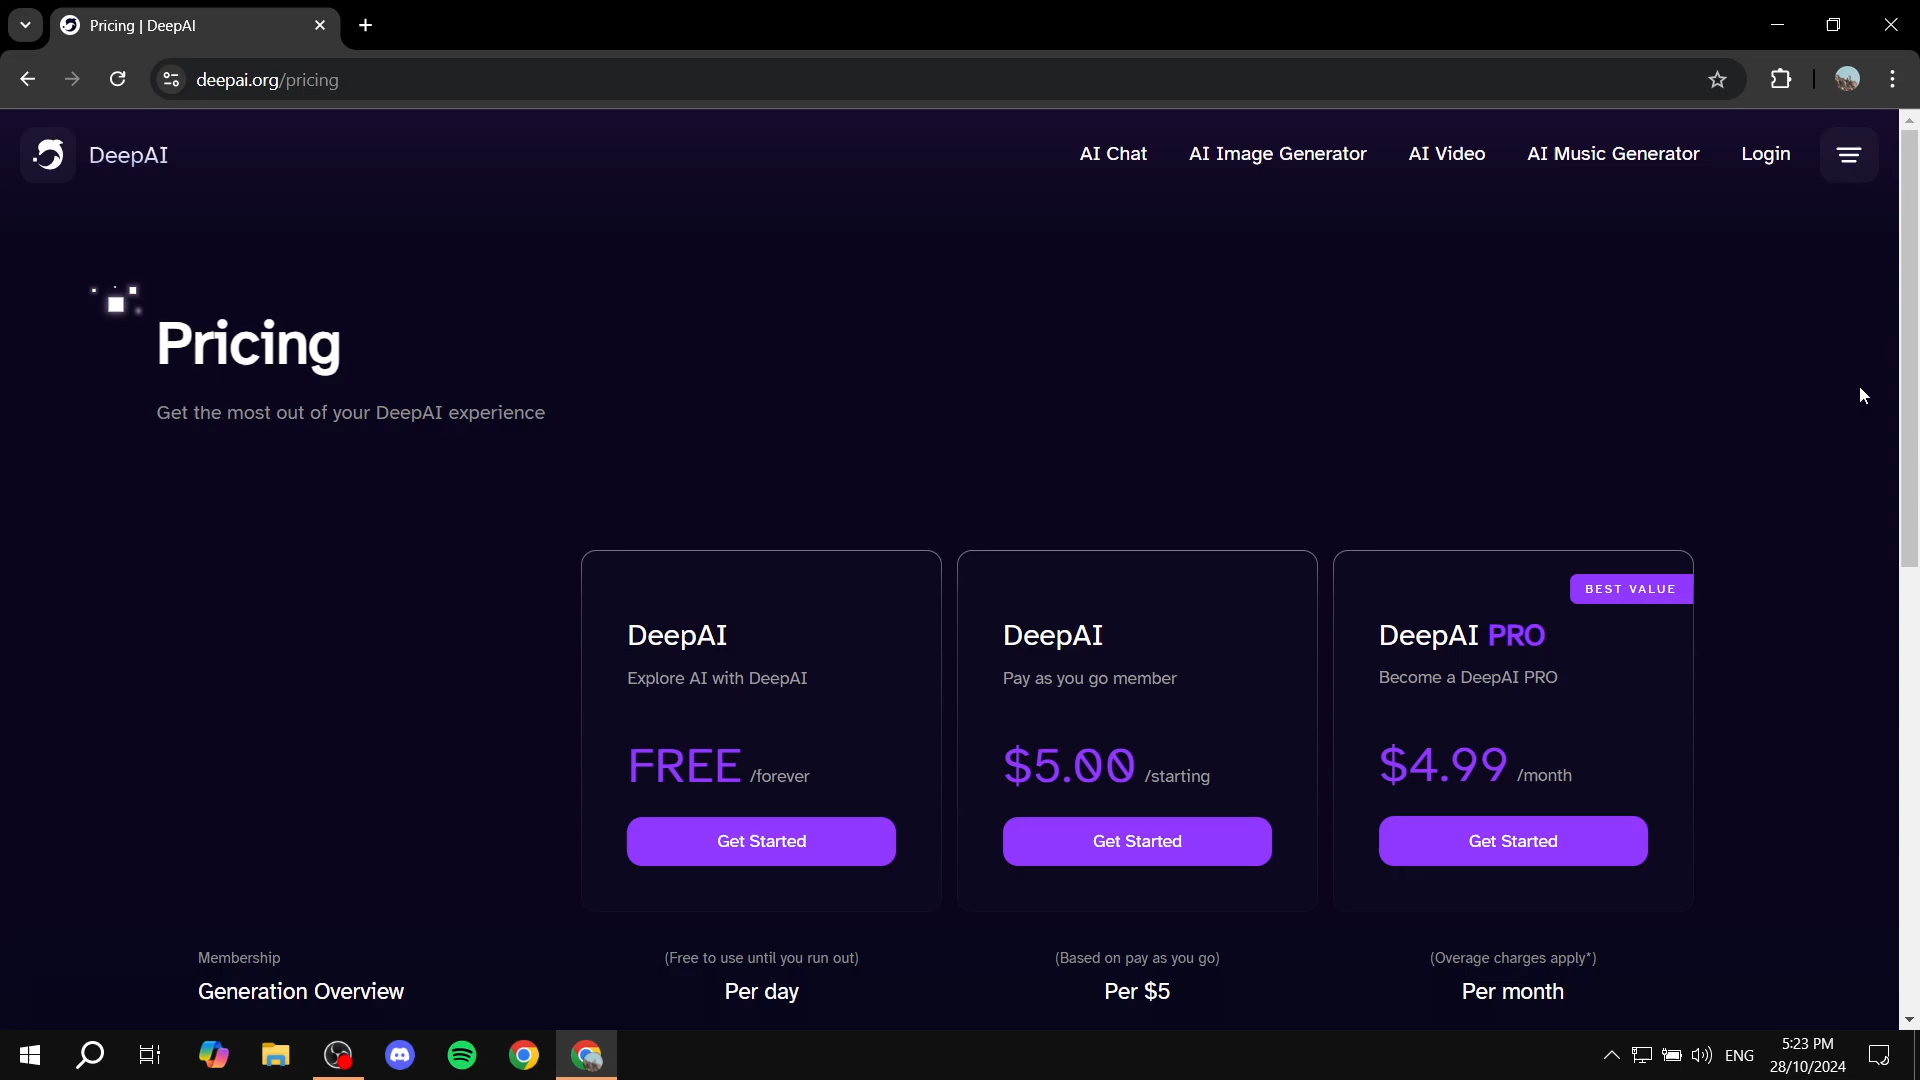 Pricing | DeepAI
deepai.org/pricing
DeepAI
AI Chat
AI Image Generator
AI Video
AI Music Generator
Login
Pricing
Get the most out of your DeepAI experience
DeepAI
Explore AI with DeepAI
FREE /forever
Get Started
DeepAI
Pay as you go member
$5.00 /starting
Get Started
BEST VALUE
DeepAI PRO
Become a DeepAI PRO
$4.99 /month
Get Started
Membership
Generation Overview
(Free to use until you run out)
Per day
(Based on pay as you go)
Per $5
(Overage charges apply*)
Per month
ENG
5:23 PM
28/10/2024